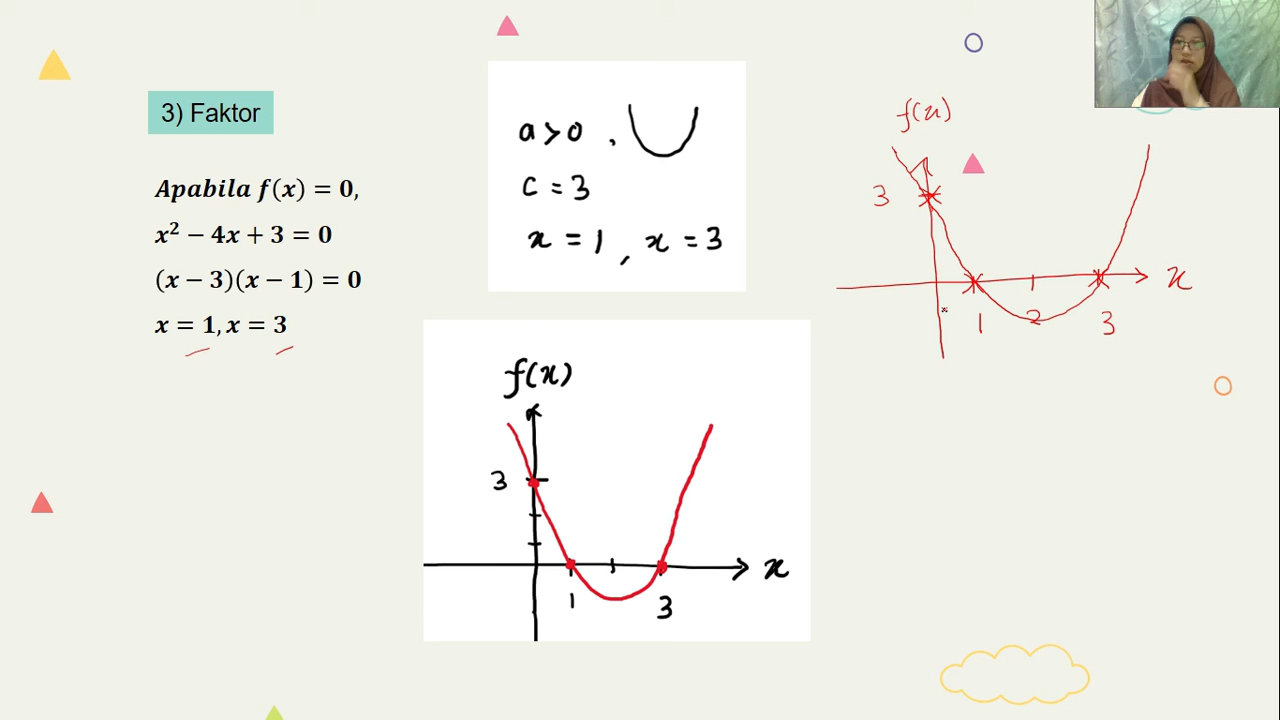 3) Faktor
Apabila f(x) = 0,
x² − 4x + 3 = 0
(x − 3)(x − 1) = 0
x = 1, x = 3
a > 0 ,
c = 3
x = 1 , x = 3
f(x)
3
x
1 3
f(x)
3
x
1 2 3